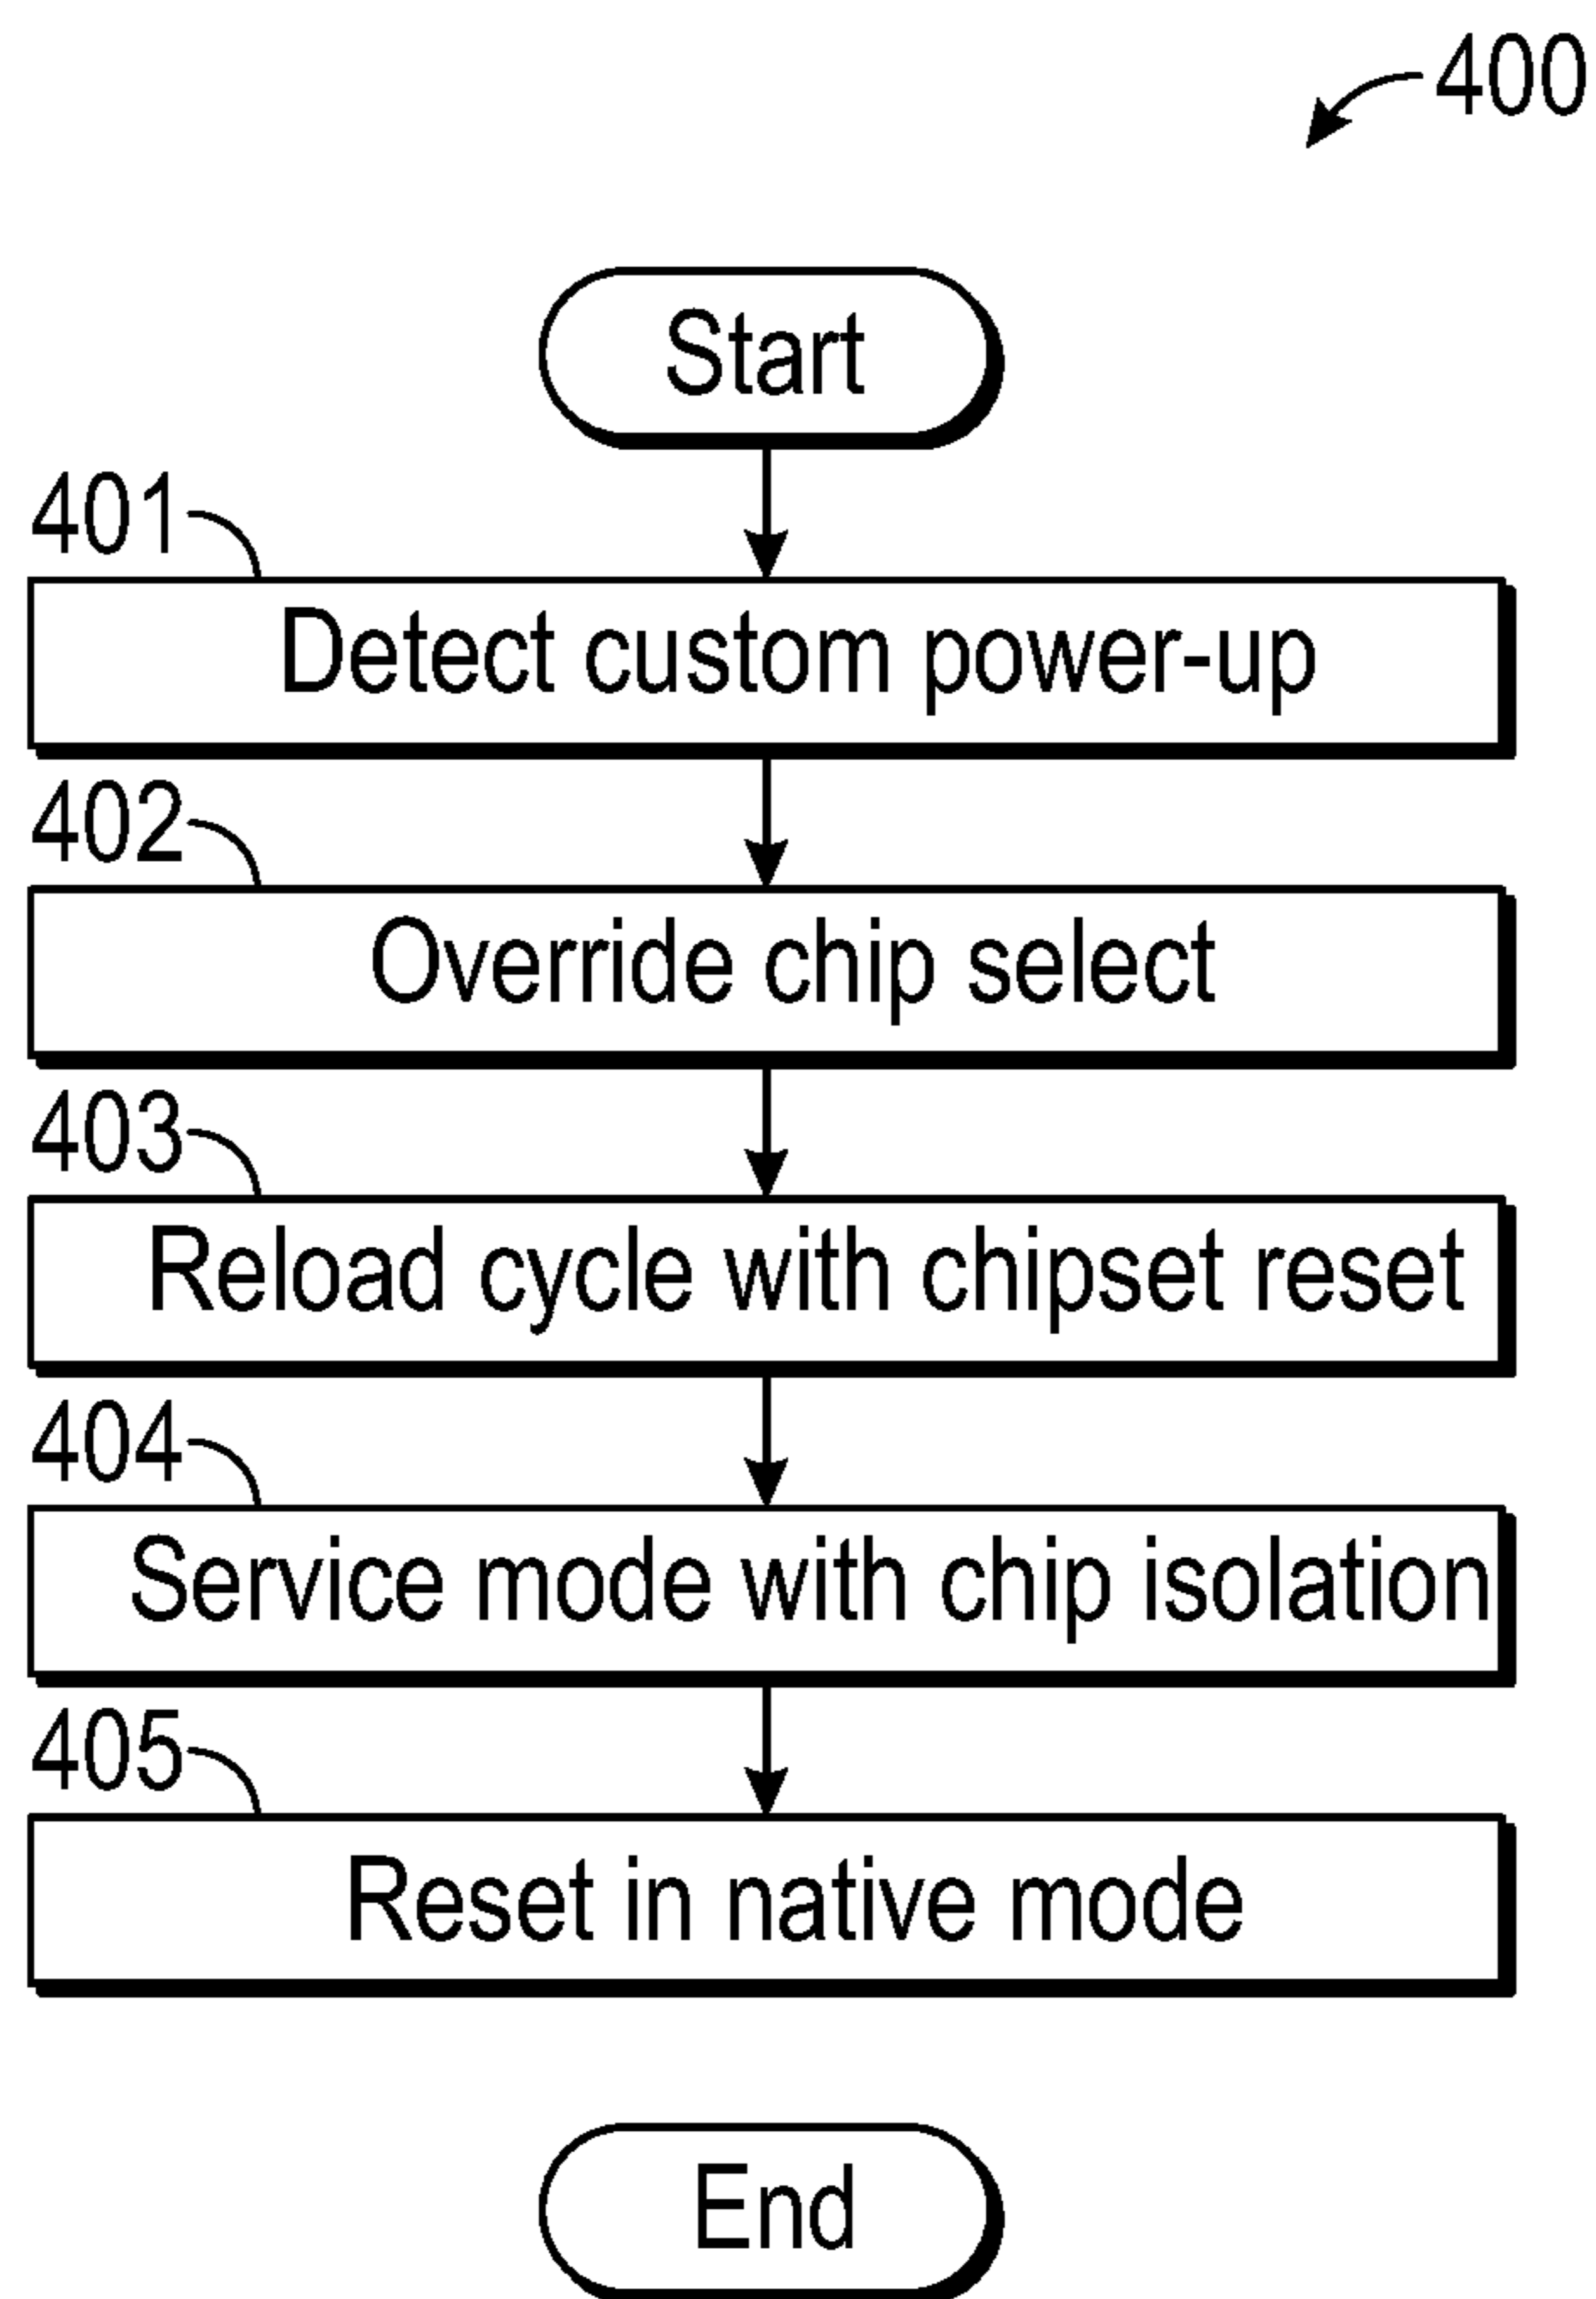 400
Start
401
Detect custom power-up
402
Override chip select
403
Reload cycle with chipset reset
404
Service mode with chip isolation
405
Reset in native mode
End